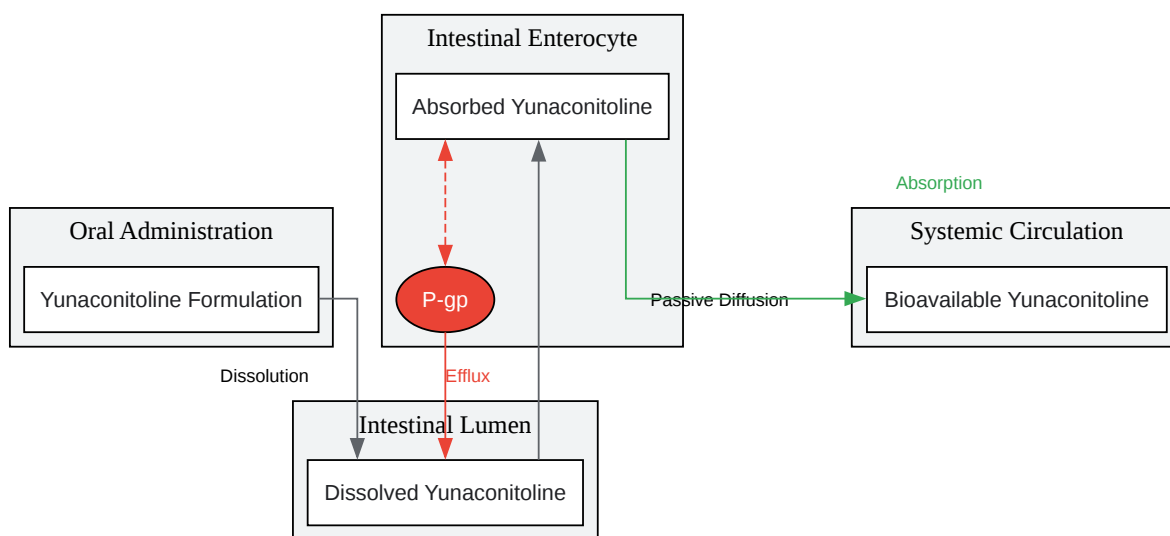 Intestinal Enterocyte
Absorbed Yunaconitoline
Absorption
Oral Administration
Systemic Circulation
Yunaconitoline Formulation
P-gp
Passive Diffusion
Bioavailable Yunaconitoline
Dissolution
Efflux
Intestinal Lumen
Dissolved Yunaconitoline